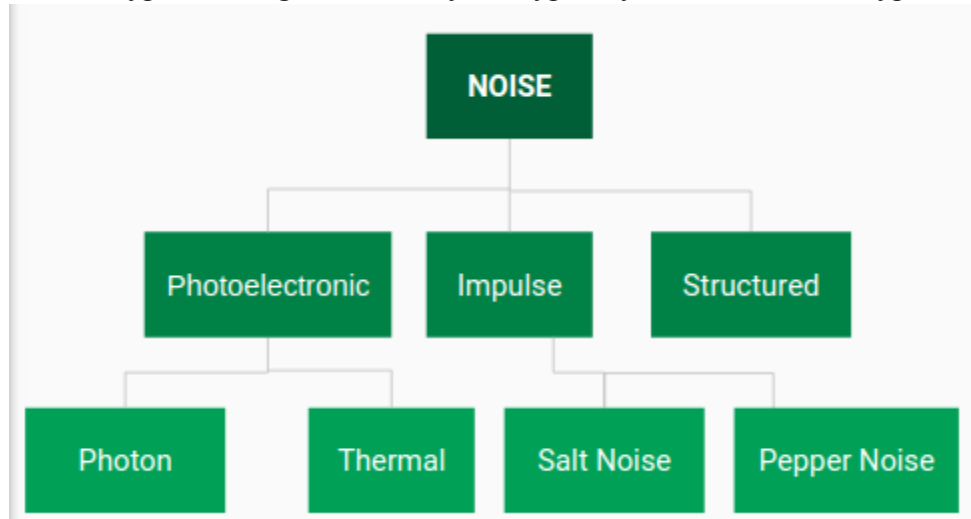 NOISE
Photoelectronic
Impulse
Structured
Photon
Thermal
Salt Noise
Pepper Noise